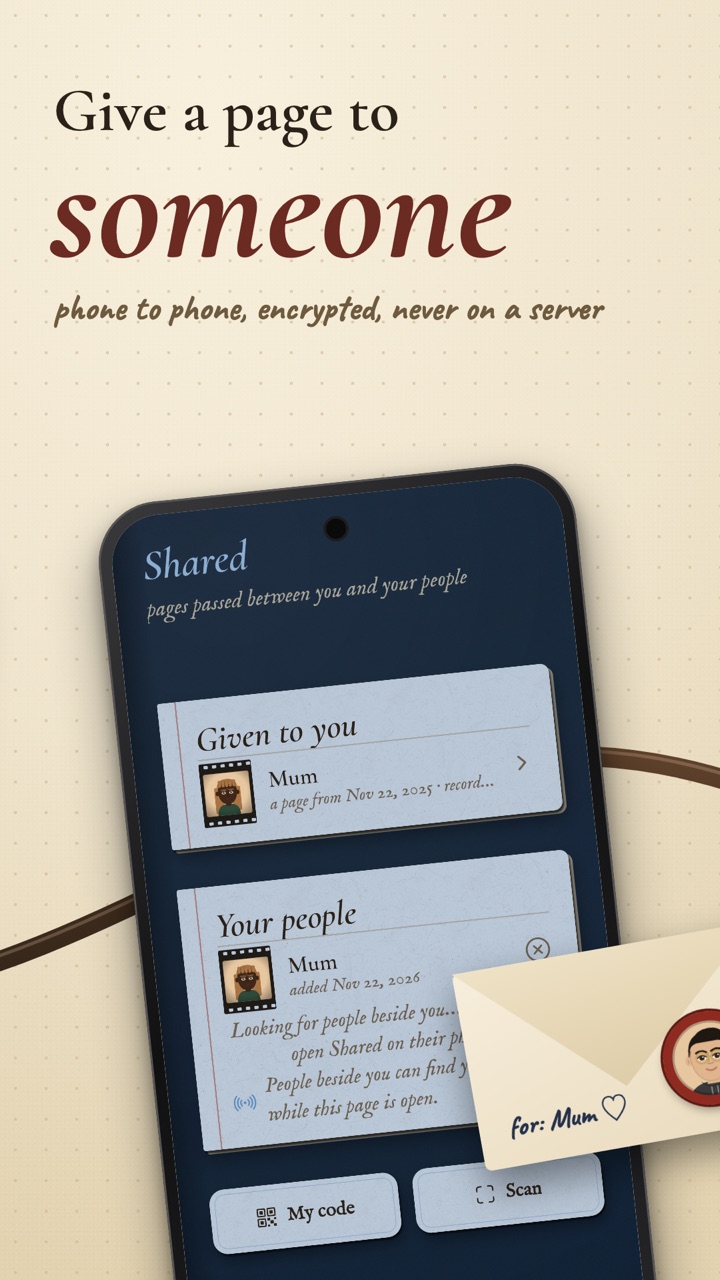 Give a page to
someone
phone to phone, encrypted, never on a server
Shared
pages passed between you and your people
Given to you
Mum
a page from Nov 22, 2025 · record...
Your people
Mum
added Nov 22, 2026
Looking for people beside you...
open Shared on their
People beside you can find
while this page is open.
for: Mum
My code
Scan